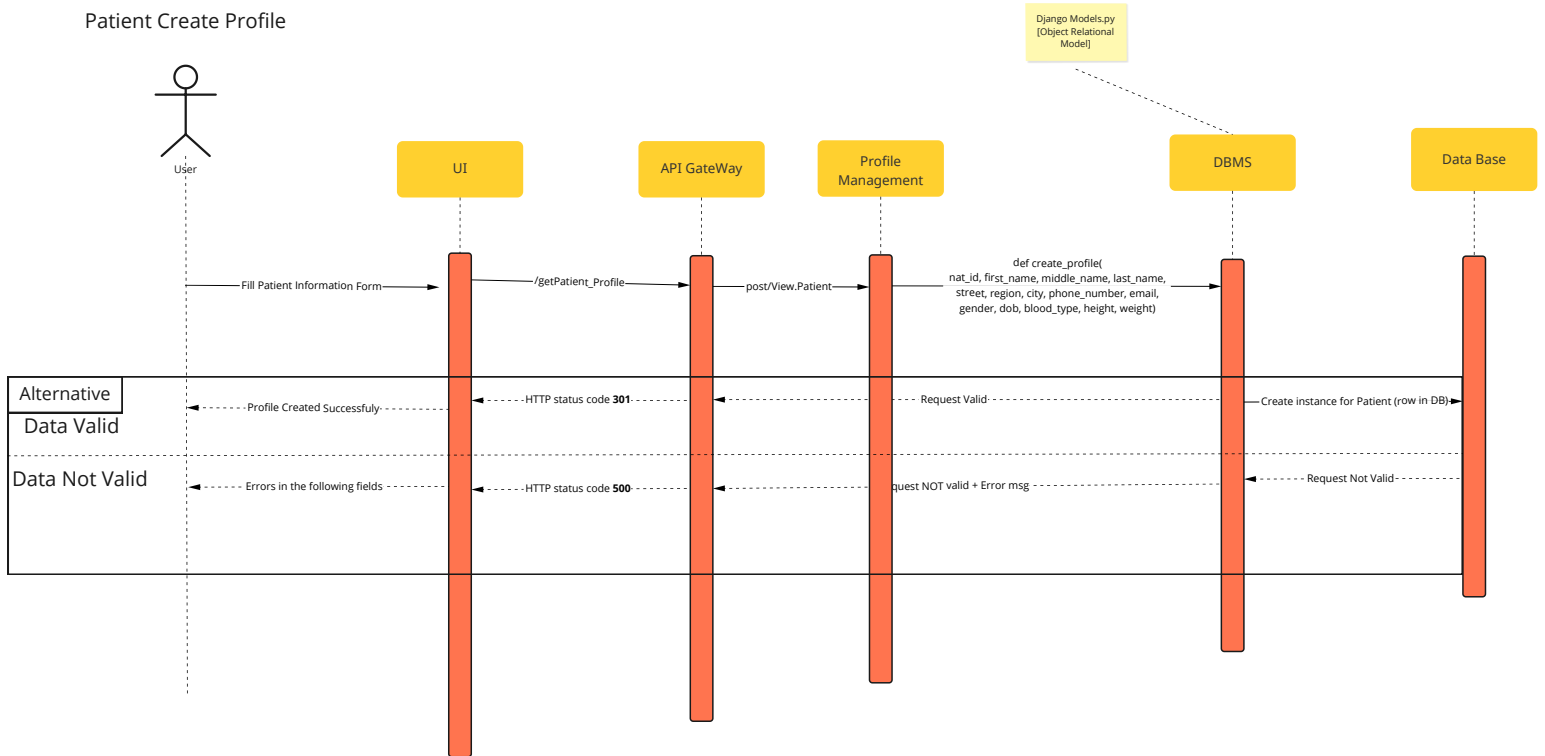 Patient Create Profile
Django Models.py
[Object Relational
Model]
User
UI
API GateWay
Profile
Management
DBMS
Data Base
Fill Patient Information Form
/getPatient_Profile
post/View.Patient
def create_profile(
nat_id, first_name, middle_name, last_name,
street, region, city, phone_number, email,
gender, dob, blood_type, height, weight)
Alternative
Data Valid
Profile Created Successfuly
HTTP status code 301
Request Valid
Create instance for Patient (row in DB)
Data Not Valid
Errors in the following fields
HTTP status code 500
quest NOT valid + Error msg
Request Not Valid